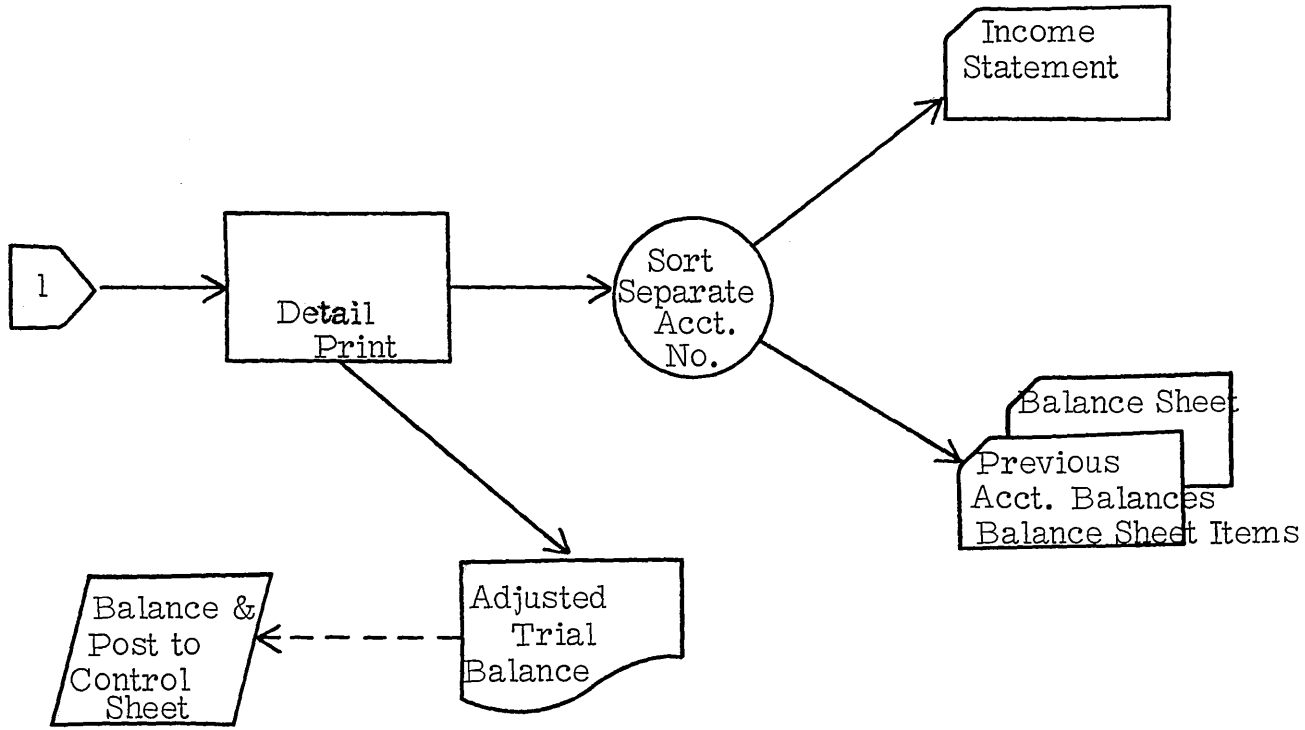 Income
Statement
1
Detail
Print
Sort
Separate
Acct.
No.
Balance Sheet
Previous
Acct. Balances
Balance Sheet Items
Adjusted
Trial
Balance
Balance &
Post to
Control
Sheet